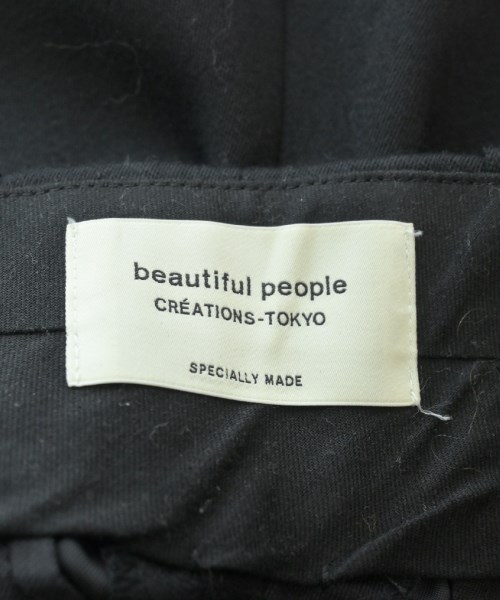 beautiful people
CRÉATIONS-TOKYO
SPECIALLY MADE